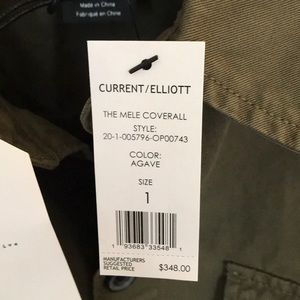 Made in China
Fabriqué en Chine
CURRENT/ELLIOTT
THE MELE COVERALL
STYLE:
20-1-005796-OP00743
COLOR:
AGAVE
SIZE
1
1 93683 33548 1
MANUFACTURERS
SUGGESTED
RETAIL PRICE $348.00